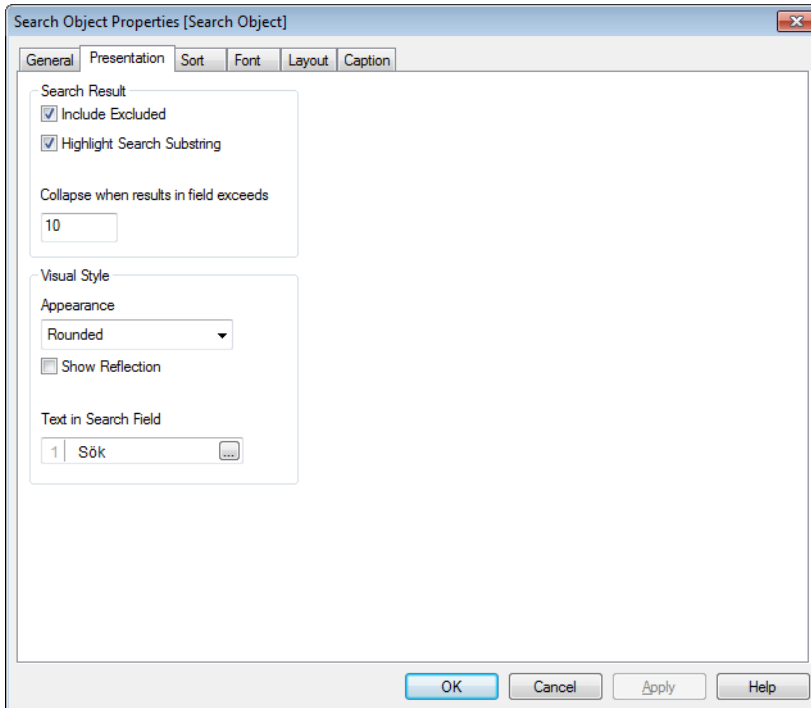 Search Object Properties [Search Object]
General Presentation Sort Font Layout Caption
Search Result
Include Excluded
Highlight Search Substring
Collapse when results in field exceeds
10
Visual Style
Appearance
Rounded
Show Reflection
Text in Search Field
1 Sök ...
OK Cancel Apply Help